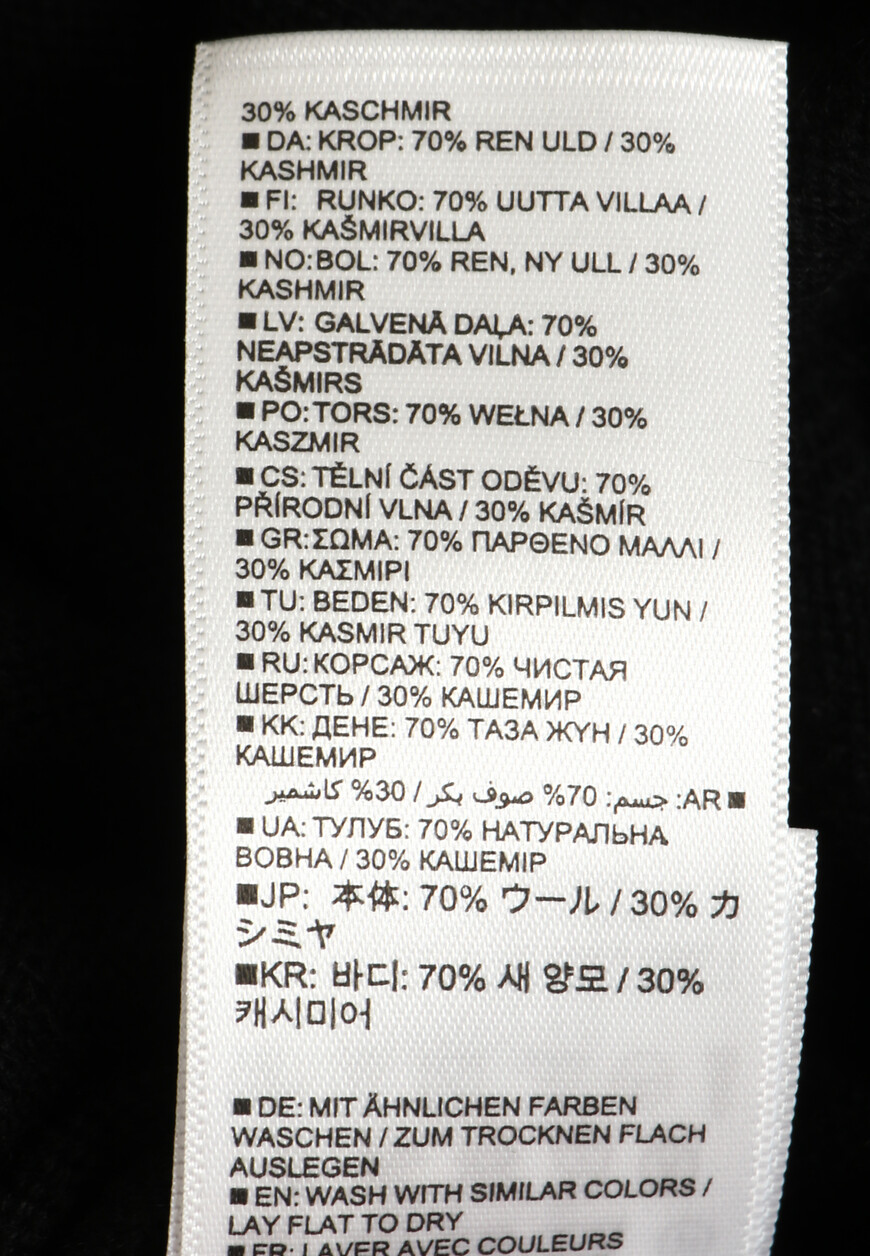 30% KASCHMIR
■ DA: KROP: 70% REN ULD / 30%
KASHMIR
■ FI: RUNKO: 70% UUTTA VILLAA /
30% KAŠMIRVILLA
■ NO:BOL: 70% REN, NY ULL / 30%
KASHMIR
■ LV: GALVENĀ DAĻA: 70%
NEAPSTRĀDĀTA VILNA / 30%
KAŠMIRS
■ PO:TORS: 70% WEŁNA / 30%
KASZMIR
■ CS: TĚLNÍ ČÁST ODĚVU: 70%
PŘÍRODNÍ VLNA / 30% KAŠMÍR
■ GR:ΣΩΜΑ: 70% ΠΑΡΘΕΝΟ ΜΑΛΛΙ /
30% ΚΑΣΜΙΡΙ
■ TU: BEDEN: 70% KIRPILMIS YUN /
30% KASMIR TUYU
■ RU: КОРСАЖ: 70% ЧИСТАЯ
ШЕРСТЬ / 30% КАШЕМИР
■ KK: ДЕНЕ: 70% ТАЗА ЖҮН / 30%
КАШЕМИР
■ AR: جسم: 70% صوف بكر / 30% كاشمير
■ UA: ТУЛУБ: 70% НАТУРАЛЬНА
ВОВНА / 30% КАШЕМІР
■JP: 本体: 70% ウール / 30% カ
シミヤ
■KR: 바디: 70% 새 양모 / 30%
캐시미어
■ DE: MIT ÄHNLICHEN FARBEN
WASCHEN / ZUM TROCKNEN FLACH
AUSLEGEN
■ EN: WASH WITH SIMILAR COLORS /
LAY FLAT TO DRY
■ FR: LAVER AVEC COULEURS